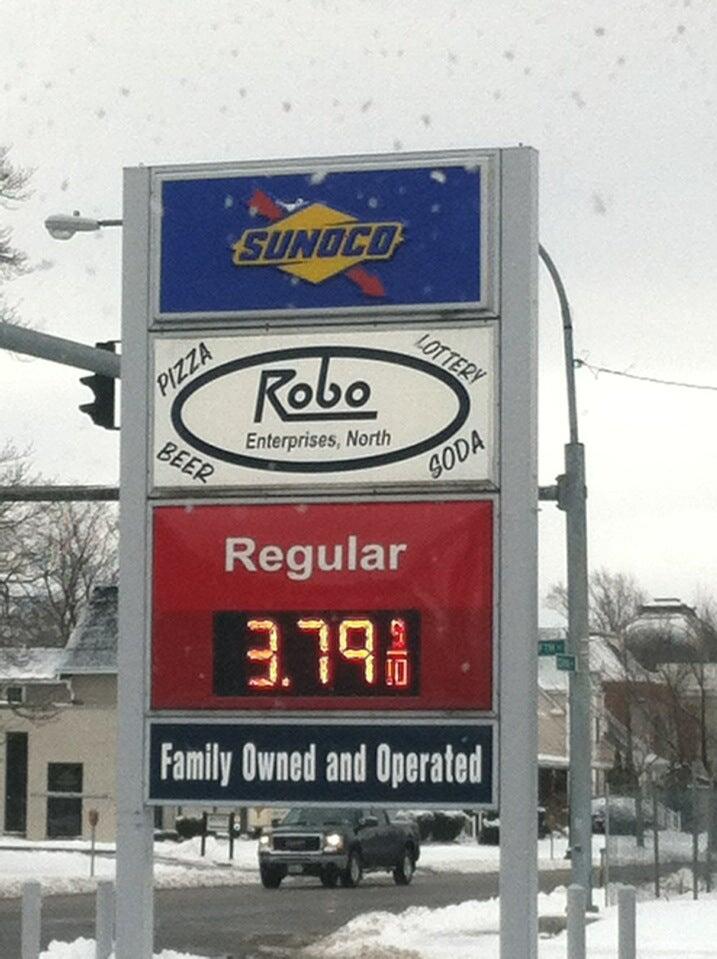 SUNOCO
PIZZA
LOTTERY
Robo
Enterprises, North
BEER
SODA
Regular
3.79 9/10
Family Owned and Operated